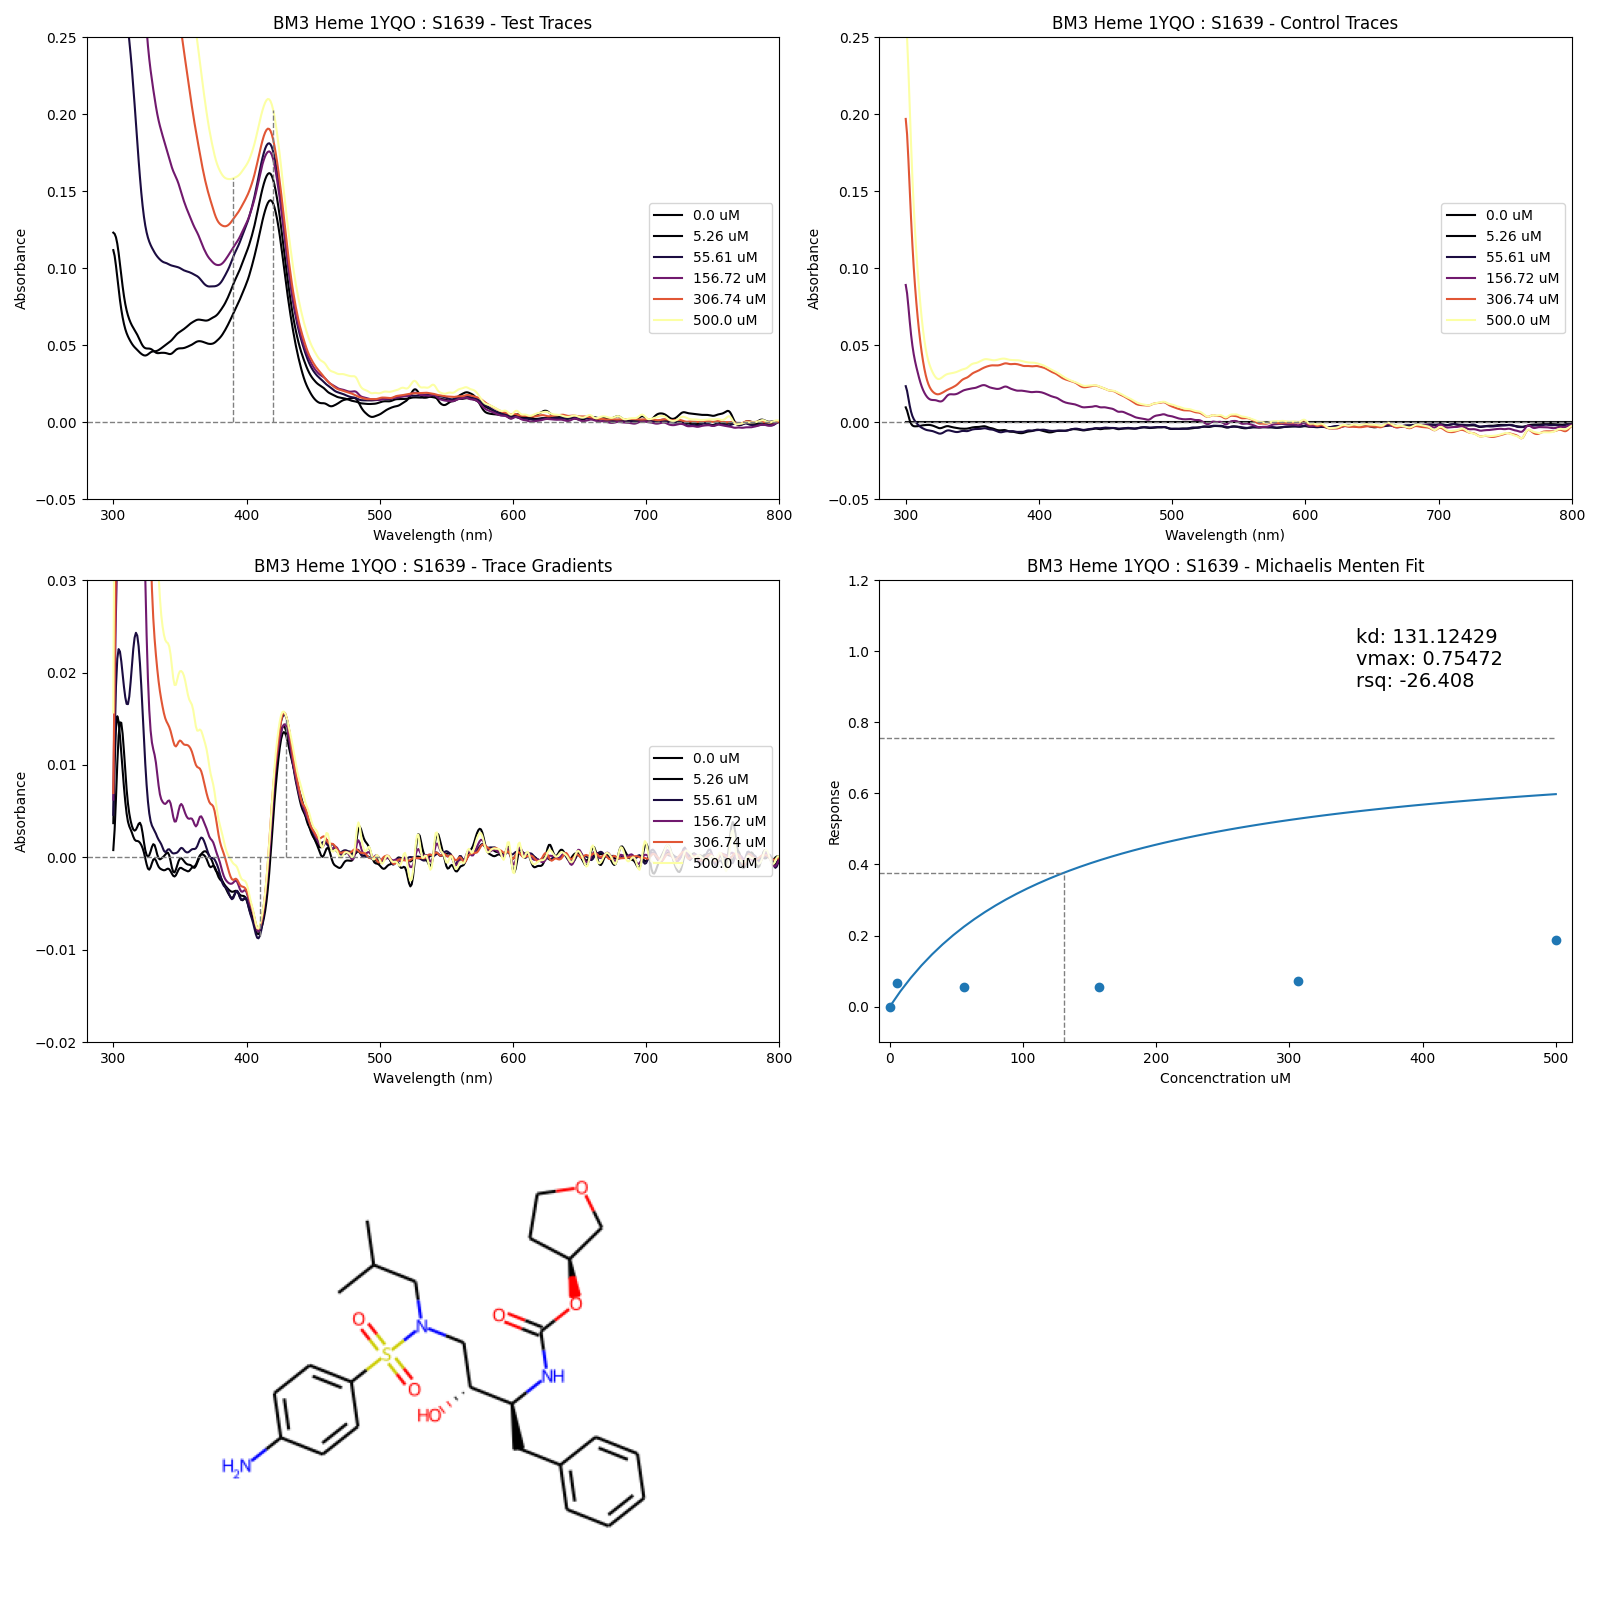 BM3 Heme 1YQO : S1639 - Test Traces
0.25
0.20
0.15
0.10
0.05
0.00
−0.05
Absorbance
300 400 500 600 700 800
Wavelength (nm)
0.0 uM
5.26 uM
55.61 uM
156.72 uM
306.74 uM
500.0 uM
BM3 Heme 1YQO : S1639 - Control Traces
0.25
0.20
0.15
0.10
0.05
0.00
−0.05
Absorbance
300 400 500 600 700 800
Wavelength (nm)
0.0 uM
5.26 uM
55.61 uM
156.72 uM
306.74 uM
500.0 uM
BM3 Heme 1YQO : S1639 - Trace Gradients
0.03
0.02
0.01
0.00
−0.01
−0.02
Absorbance
300 400 500 600 700 800
Wavelength (nm)
0.0 uM
5.26 uM
55.61 uM
156.72 uM
306.74 uM
500.0 uM
BM3 Heme 1YQO : S1639 - Michaelis Menten Fit
1.2
1.0
0.8
0.6
0.4
0.2
0.0
Response
0 100 200 300 400 500
Concenctration uM
kd: 131.12429
vmax: 0.75472
rsq: -26.408
O
O
O
O
N
S
O
NH
HO
H2N